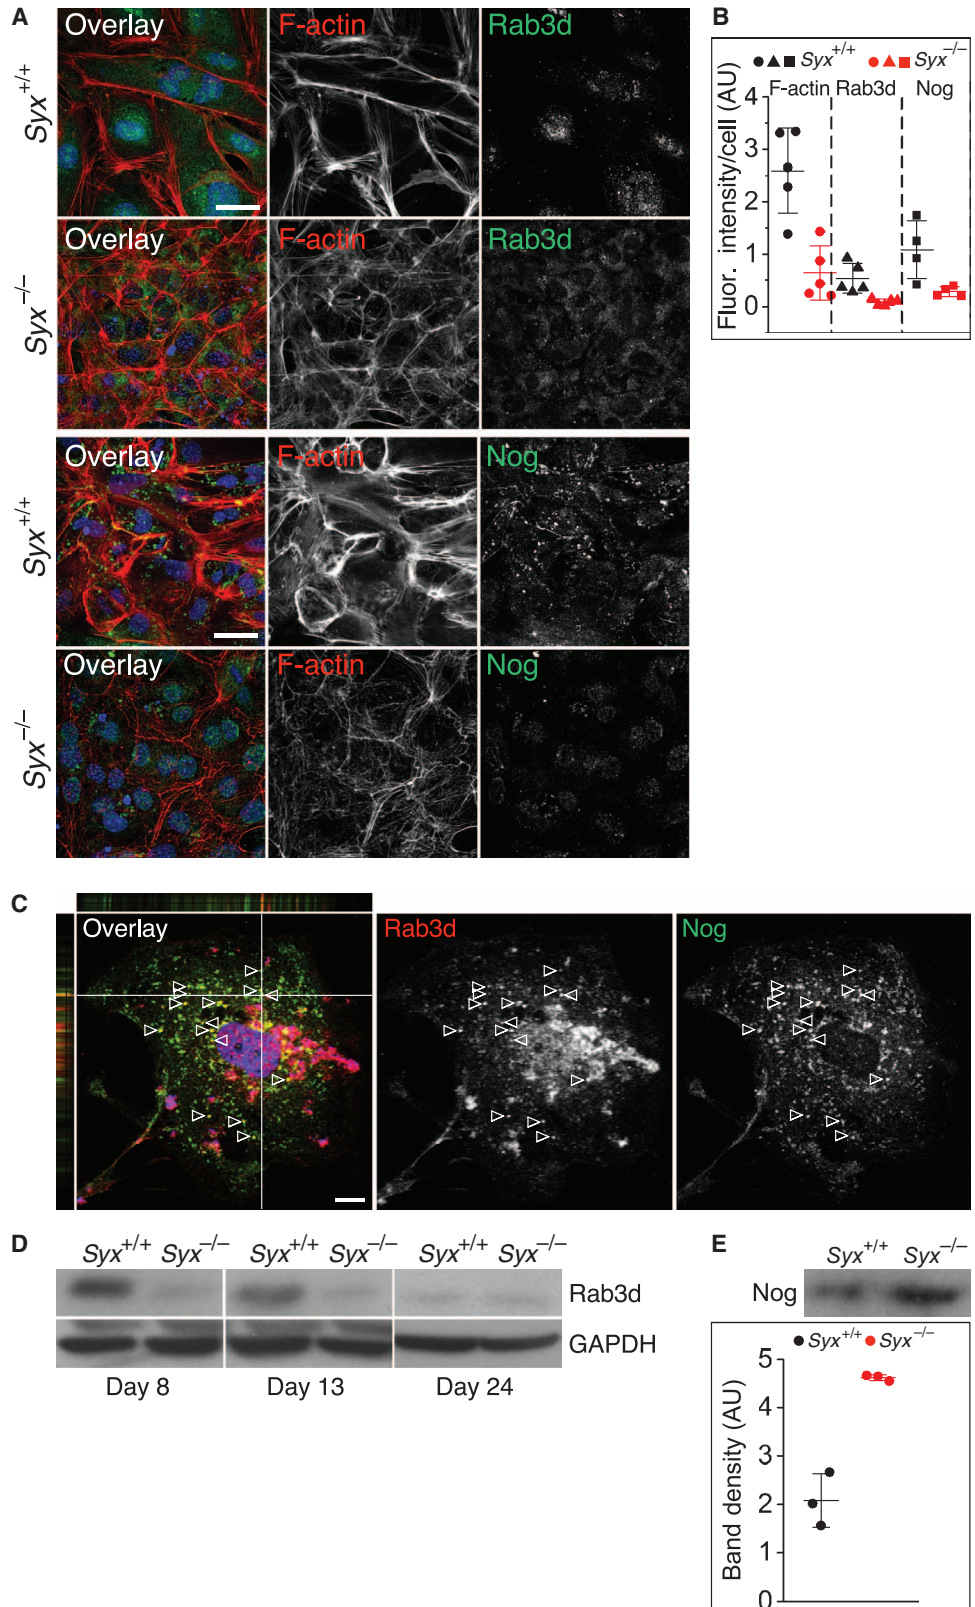 A
Overlay F-actin Rab3d
Syx+/+
Overlay F-actin Rab3d
Syx−/−
Overlay F-actin Nog
Syx+/+
Overlay F-actin Nog
Syx−/−
B
Syx+/+ Syx−/−
F-actin Rab3d Nog
Fluor. intensity/cell (AU)
4
3
2
1
0
C
Overlay Rab3d Nog
D
Syx+/+ Syx−/− Syx+/+ Syx−/− Syx+/+ Syx−/−
Rab3d
GAPDH
Day 8 Day 13 Day 24
E
Syx+/+ Syx−/−
Nog
Syx+/+ Syx−/−
Band density (AU)
5
4
3
2
1
0